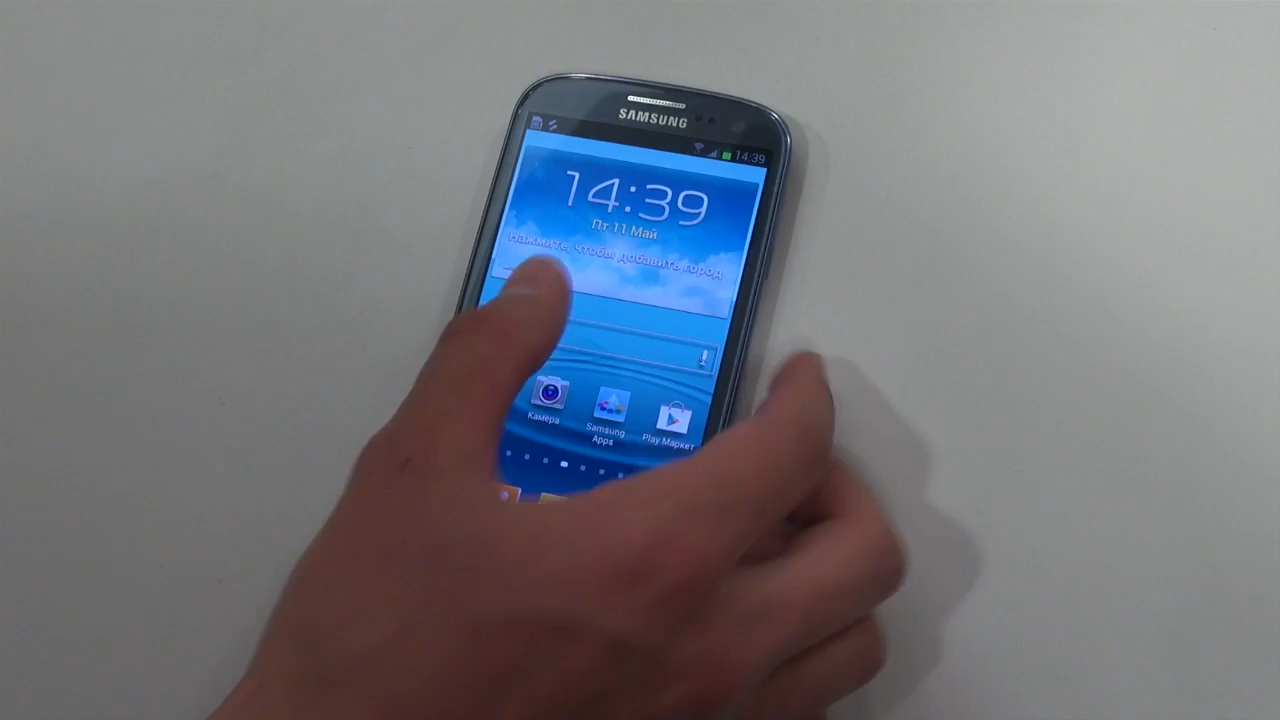 SAMSUNG
14:39
14:39
Пт 11 Май
Нажмите, чтобы добавить город
Камера
Samsung
Apps
Play Маркет